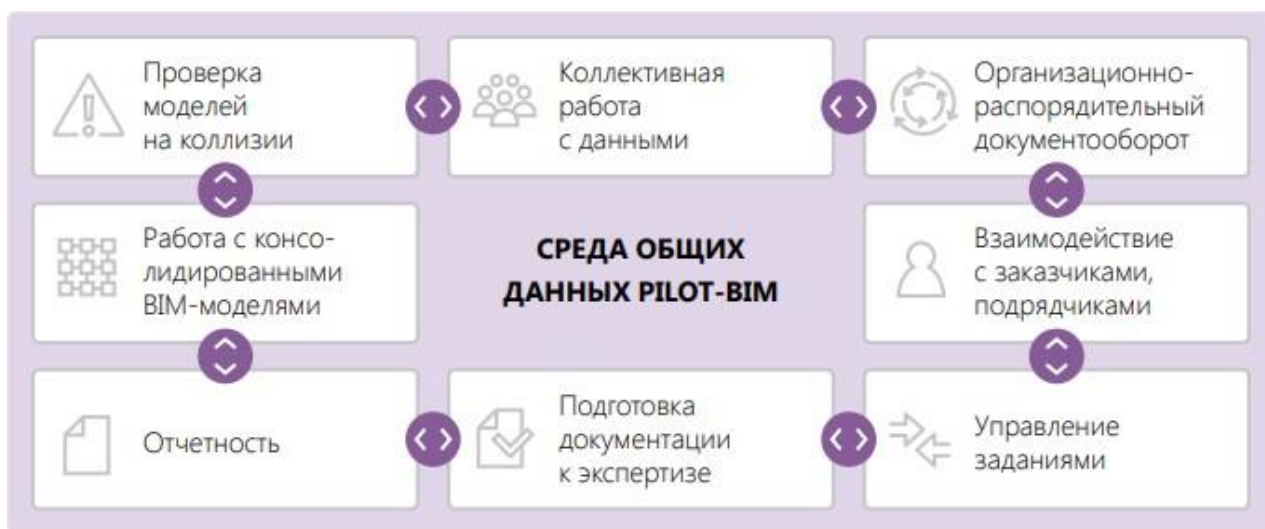 Проверка
моделей
на коллизии
Коллективная
работа
с данными
Организационно-
распорядительный
документооборот
Работа с консо-
лидированными
BIM-моделями
СРЕДА ОБЩИХ
ДАННЫХ PILOT-BIM
Взаимодействие
с заказчиками,
подрядчиками
Отчетность
Подготовка
документации
к экспертизе
Управление
заданиями